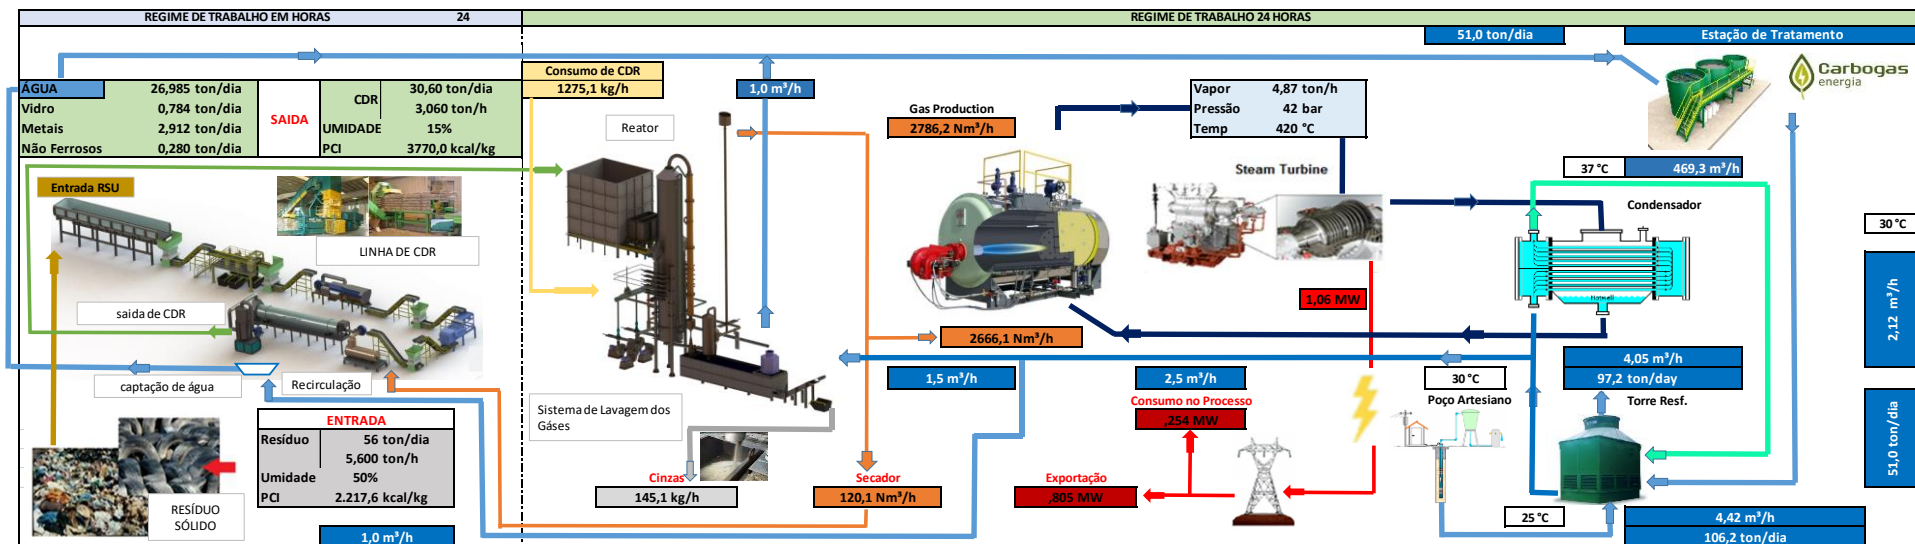 REGIME DE TRABALHO EM HORAS 24
REGIME DE TRABALHO 24 HORAS
51,0 ton/dia
Estação de Tratamento
Carbogas
energia
ÁGUA 26,985 ton/dia
Vidro 0,784 ton/dia
Metais 2,912 ton/dia
Não Ferrosos 0,280 ton/dia
SAIDA
CDR 30,60 ton/dia
3,060 ton/h
UMIDADE 15%
PCI 3770,0 kcal/kg
Consumo de CDR
1275,1 kg/h
1,0 m³/h
Reator
Gas Production
2786,2 Nm³/h
Vapor 4,87 ton/h
Pressão 42 bar
Temp 420 °C
Steam Turbine
37 °C 469,3 m³/h
Condensador
Hotwell
30 °C
2,12 m³/h
51,0 ton/dia
Entrada RSU
LINHA DE CDR
saida de CDR
captação de água
Recirculação
1,06 MW
2666,1 Nm³/h
1,5 m³/h
2,5 m³/h
Consumo no Processo
,254 MW
30 °C
Poço Artesiano
4,05 m³/h
97,2 ton/day
Torre Resf.
Sistema de Lavagem dos
Gáses
ENTRADA
Resíduo 56 ton/dia
5,600 ton/h
Umidade 50%
PCI 2.217,6 kcal/kg
RESÍDUO
SÓLIDO
Cinzas
145,1 kg/h
Secador
120,1 Nm³/h
Exportação
,805 MW
25 °C
4,42 m³/h
106,2 ton/dia
1,0 m³/h